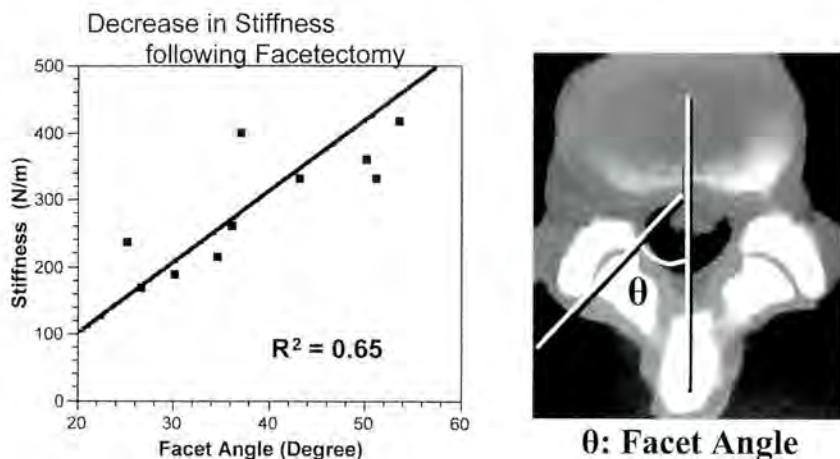 Decrease in Stiffness
following Facetectomy
500
400
300
200
100
0
Stiffness (N/m)
R² = 0.65
20
30
40
50
60
Facet Angle (Degree)
θ
θ: Facet Angle